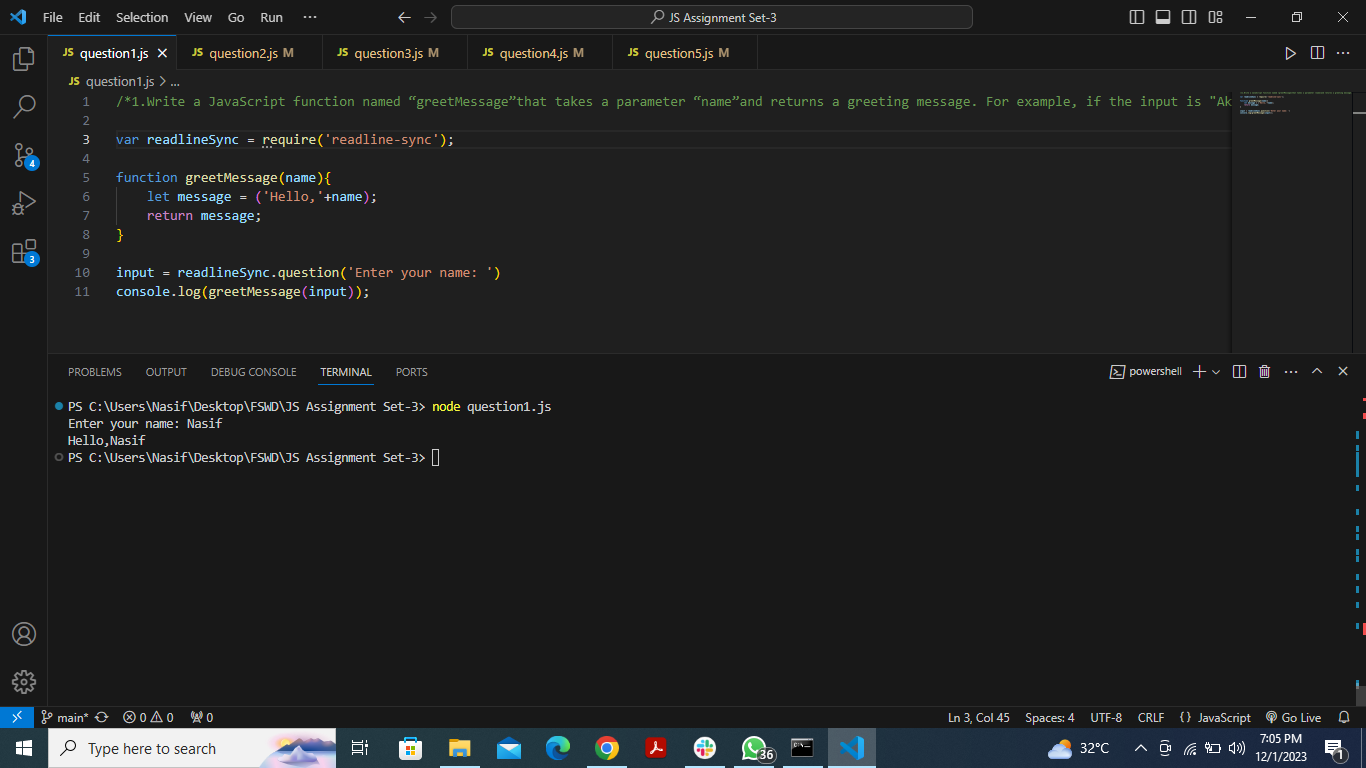 File Edit Selection View Go Run ··· JS Assignment Set-3
JS question1.js JS question2.js M JS question3.js M JS question4.js M JS question5.js M
JS question1.js > ...
1 /*1.Write a JavaScript function named “greetMessage”that takes a parameter “name”and returns a greeting message. For example, if the input is "Ak
2
3 var readlineSync = require('readline-sync');
4
5 function greetMessage(name){
6 let message = ('Hello,'+name);
7 return message;
8 }
9
10 input = readlineSync.question('Enter your name: ')
11 console.log(greetMessage(input));
PROBLEMS OUTPUT DEBUG CONSOLE TERMINAL PORTS powershell
PS C:\Users\Nasif\Desktop\FSWD\JS Assignment Set-3> node question1.js
Enter your name: Nasif
Hello,Nasif
PS C:\Users\Nasif\Desktop\FSWD\JS Assignment Set-3>
4
3
main* 0 0 0 Ln 3, Col 45 Spaces: 4 UTF-8 CRLF {} JavaScript Go Live
Type here to search 36 32°C 7:05 PM
12/1/2023 1